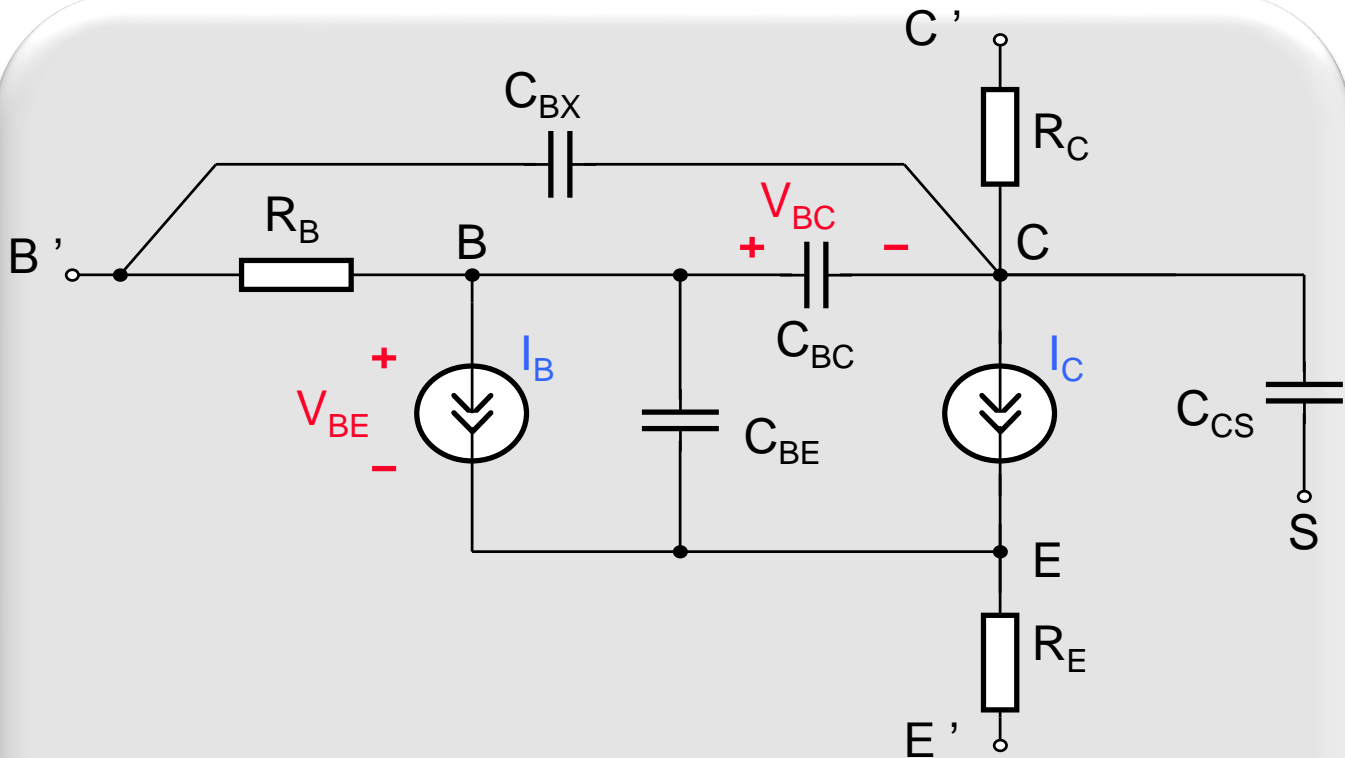 C ’
C_BX
R_C
V_BC
R_B
B
+ −
C
B ’
C_BC
+
I_B
I_C
V_BE
C_BE
C_CS
−
S
E
R_E
E ’